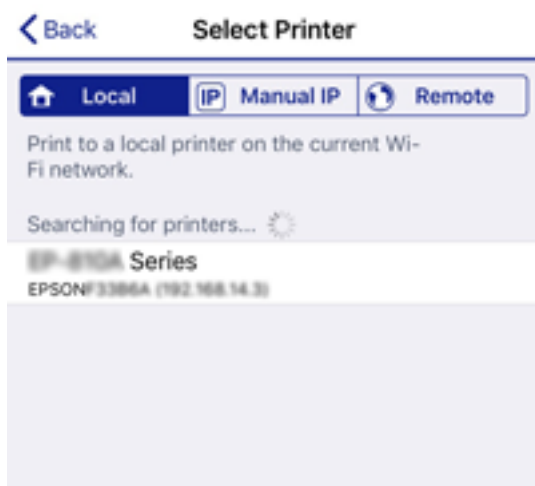 Back
Select Printer
Local
IP Manual IP
Remote
Print to a local printer on the current Wi-
Fi network.
Searching for printers...
Series
EPSON